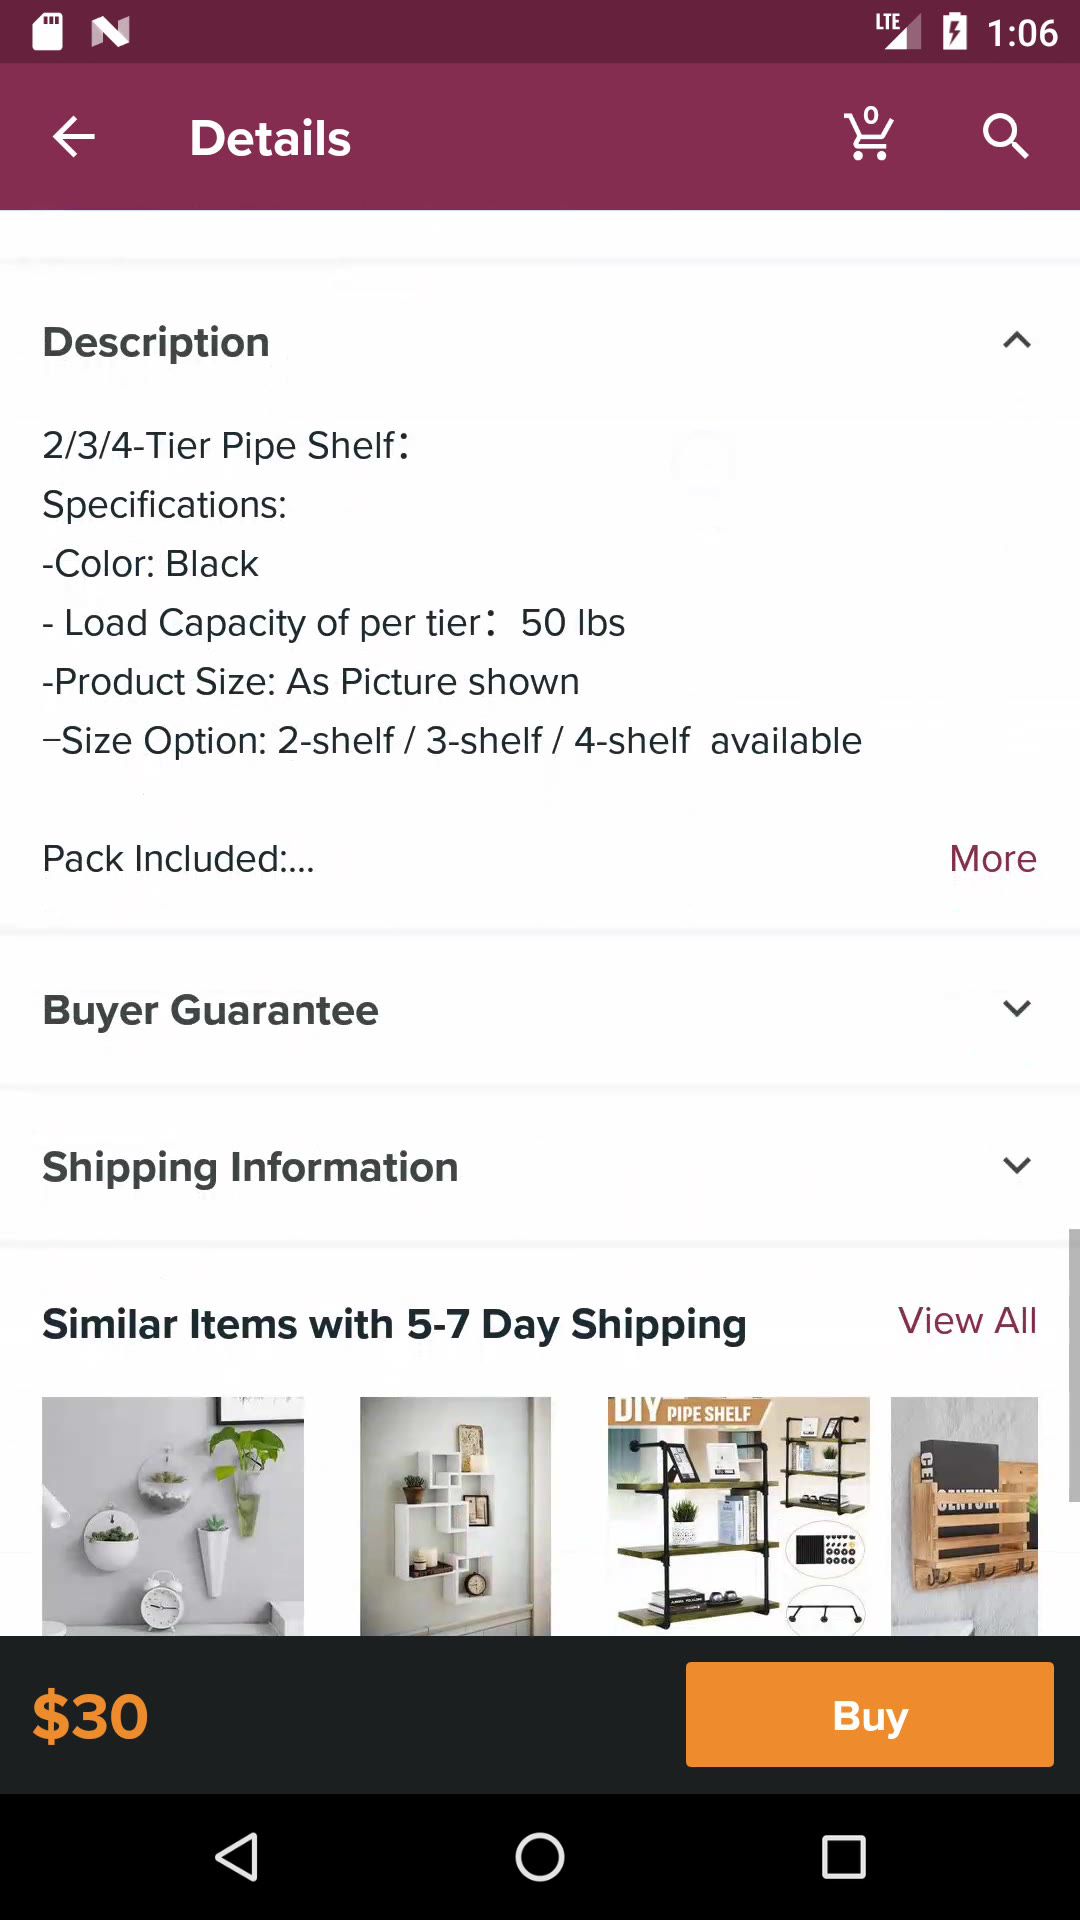 LTE 1:06
Details
0
Description
2/3/4-Tier Pipe Shelf：
Specifications:
-Color: Black
- Load Capacity of per tier： 50 lbs
-Product Size: As Picture shown
–Size Option: 2-shelf / 3-shelf / 4-shelf  available
Pack Included:...
More
Buyer Guarantee
Shipping Information
Similar Items with 5-7 Day Shipping
View All
DIY PIPE SHELF
$30
Buy